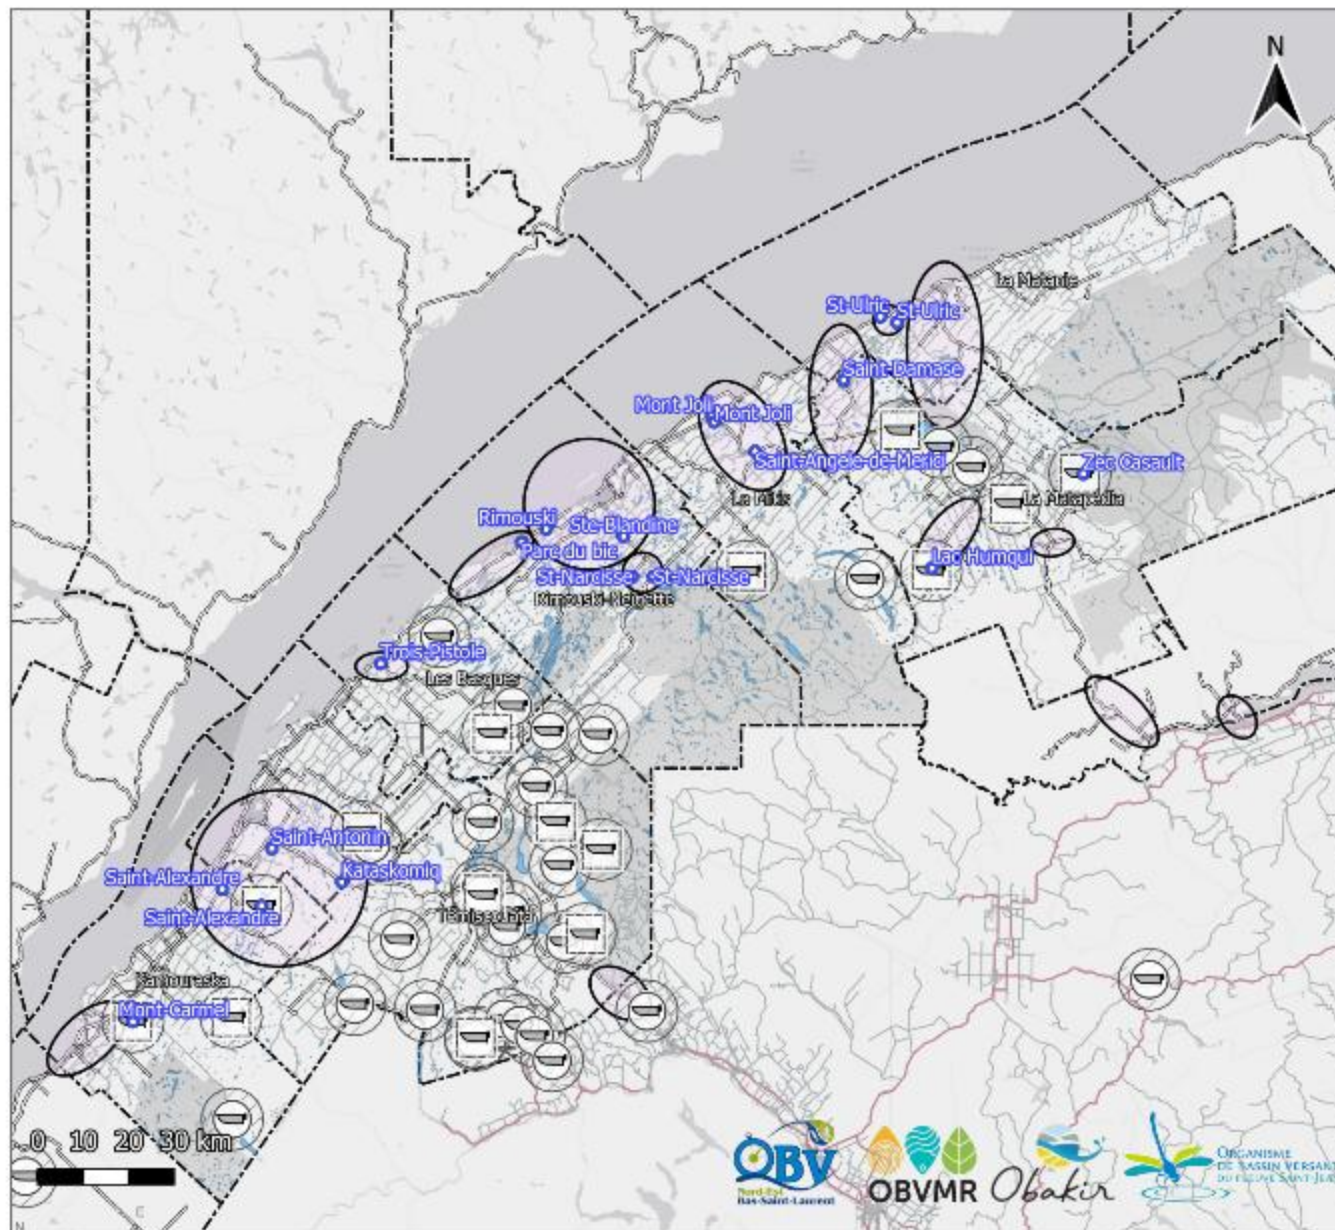 N
La Matanie
St-Ulric
St-Ulric
Saint-Damase
Mont Joli
Mont Joli
Saint-Angele-de-Merici
Zec Casault
La Mitis
La Matapédia
Rimouski
Ste-Blandine
Parc du bic
Lac Humqui
St-Narcisse
St-Narcisse
Rimouski-Neigette
Trois-Pistole
Les Basques
Saint-Antonin
Saint-Alexandre
Kataskomiq
Saint-Alexandre
Témiscouata
Kamouraska
Mont-Carmel
0 10 20 30 km
OBV
Nord-Est
Bas-Saint-Laurent
OBVMR
Obakir
ORGANISME
DE BASSIN VERSANT
DU FLEUVE SAINT-JEAN
N
E